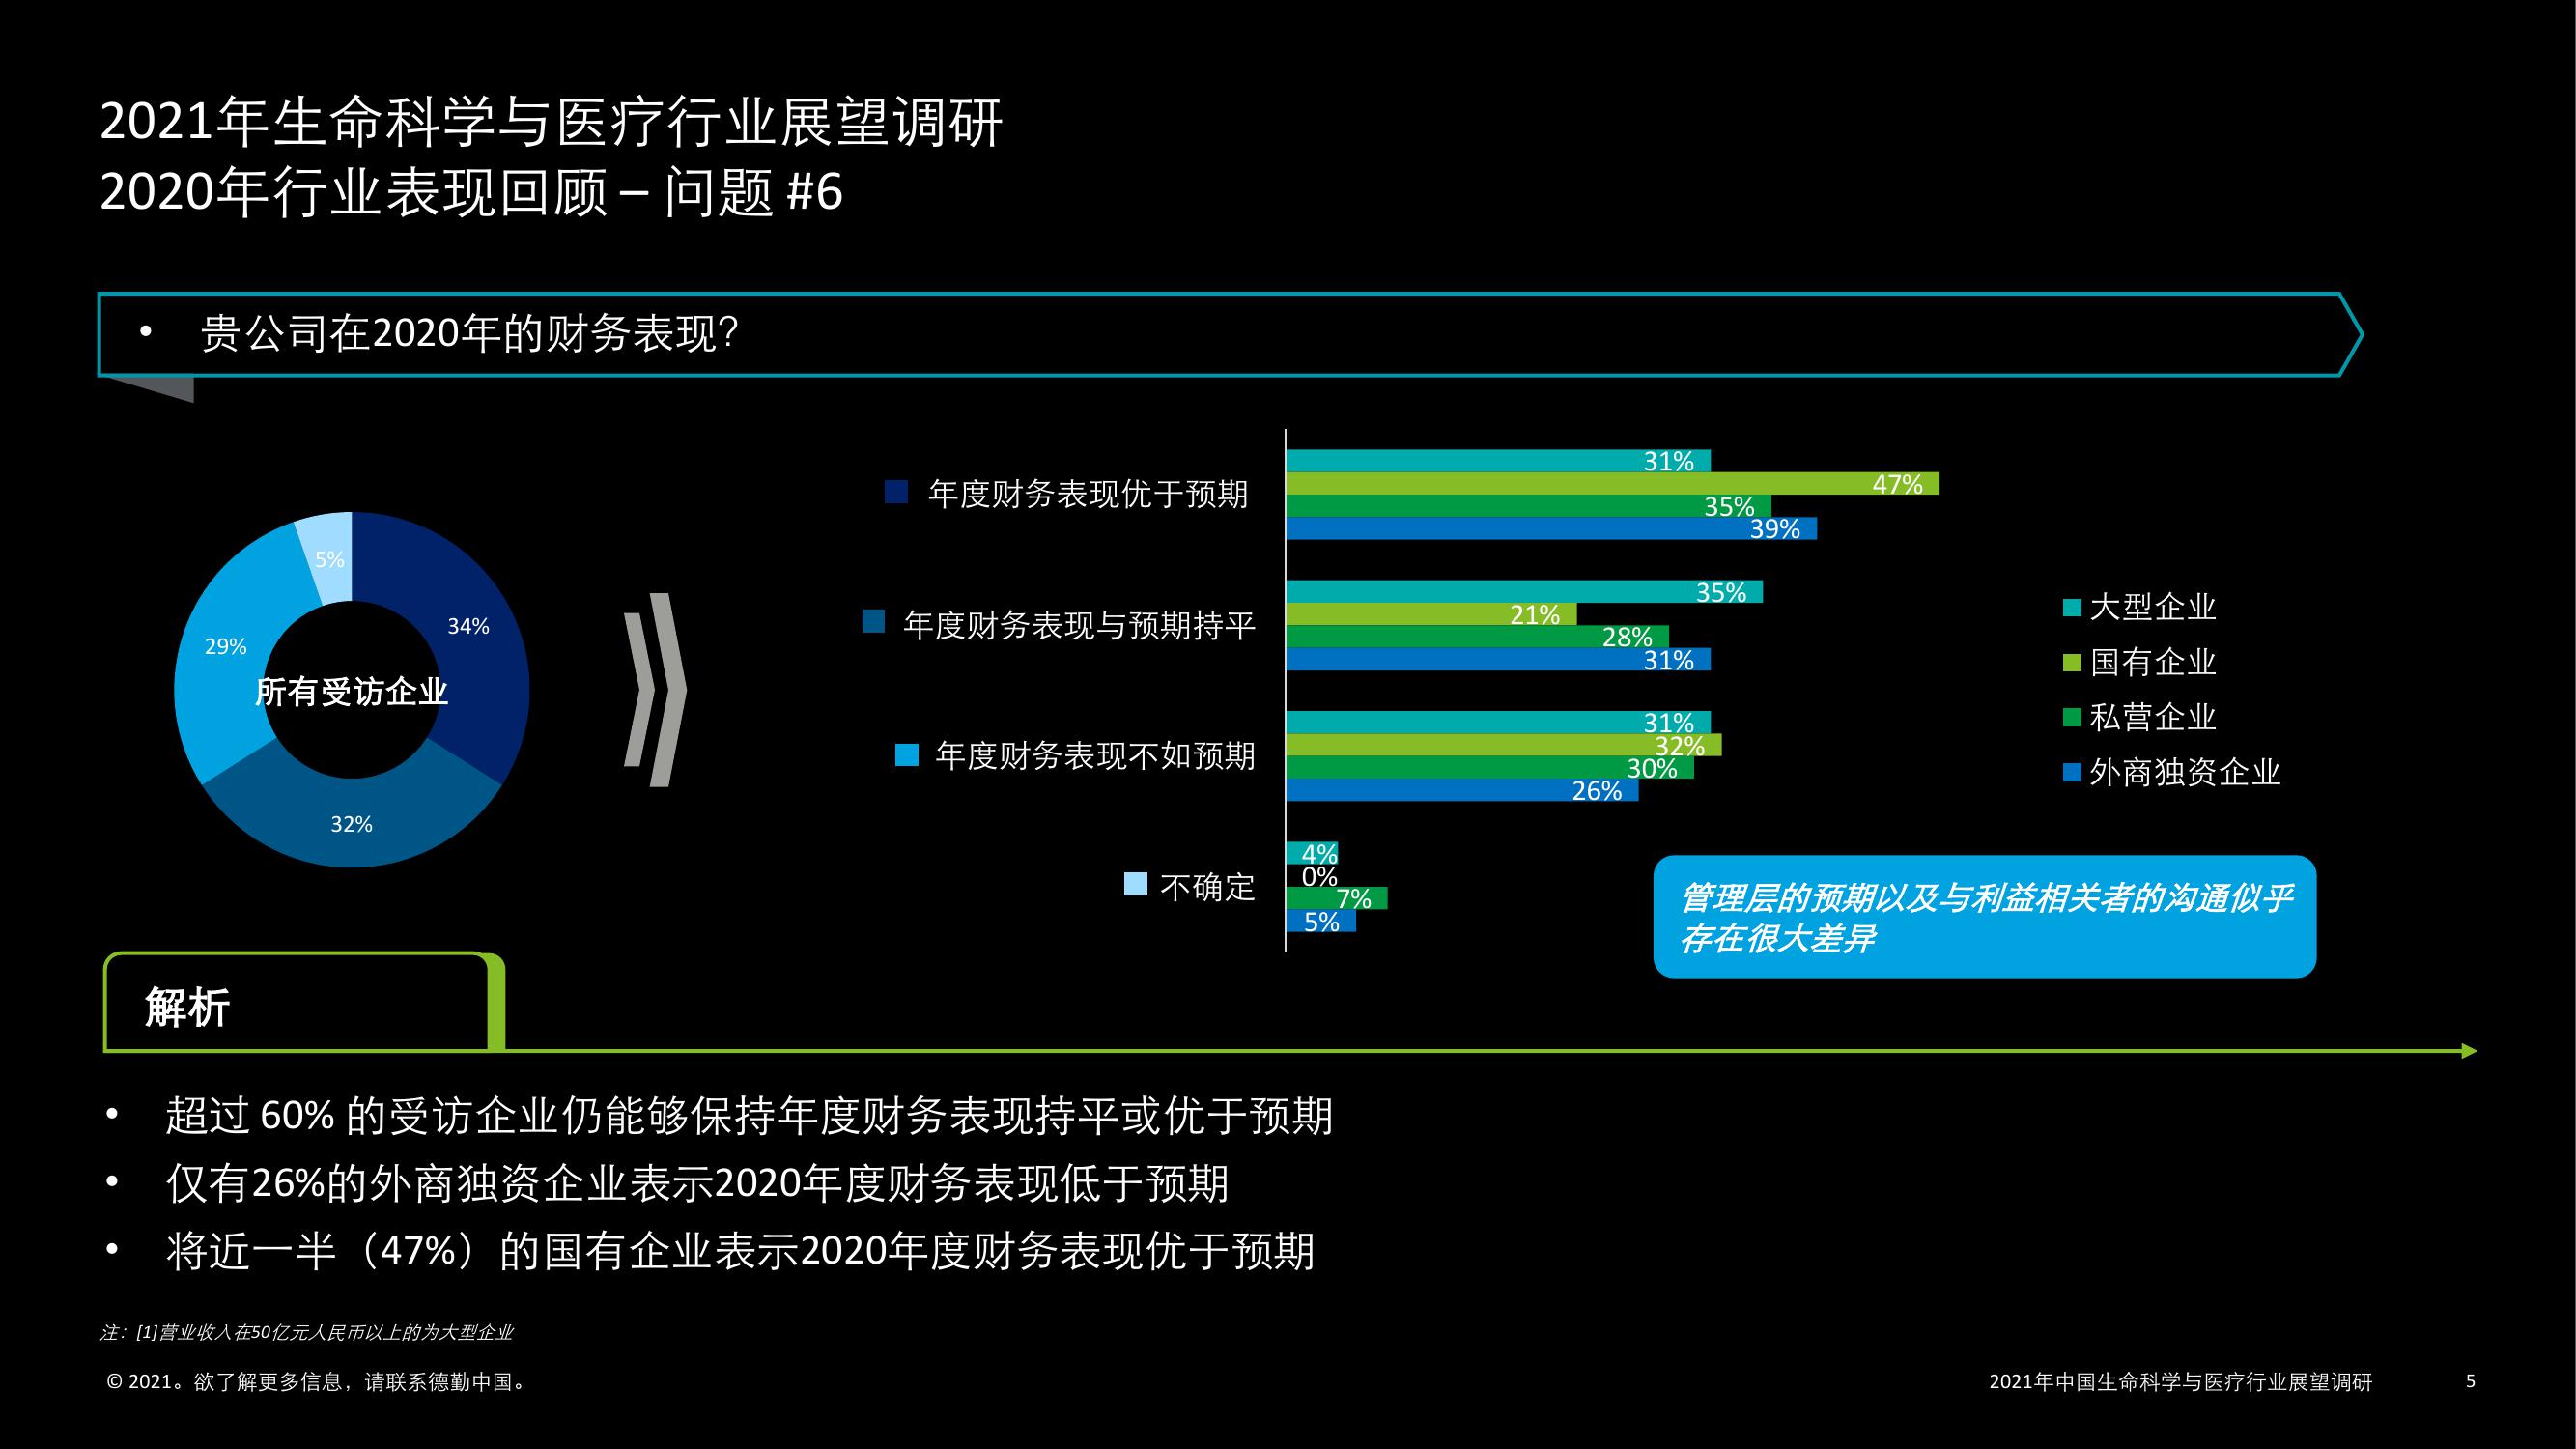 2021年生命科学与医疗行业展望调研
2020年行业表现回顾 – 问题 #6
• 贵公司在2020年的财务表现?
5%
34%
29%
所有受访企业
32%
年度财务表现优于预期
31%
47%
35%
39%
年度财务表现与预期持平
35%
21%
28%
31%
年度财务表现不如预期
31%
32%
30%
26%
不确定
4%
0%
7%
5%
大型企业
国有企业
私营企业
外商独资企业
管理层的预期以及与利益相关者的沟通似乎
存在很大差异
解析
• 超过 60% 的受访企业仍能够保持年度财务表现持平或优于预期
• 仅有26%的外商独资企业表示2020年度财务表现低于预期
• 将近一半（47%）的国有企业表示2020年度财务表现优于预期
注：[1]营业收入在50亿元人民币以上的为大型企业
© 2021。欲了解更多信息，请联系德勤中国。
2021年中国生命科学与医疗行业展望调研 5